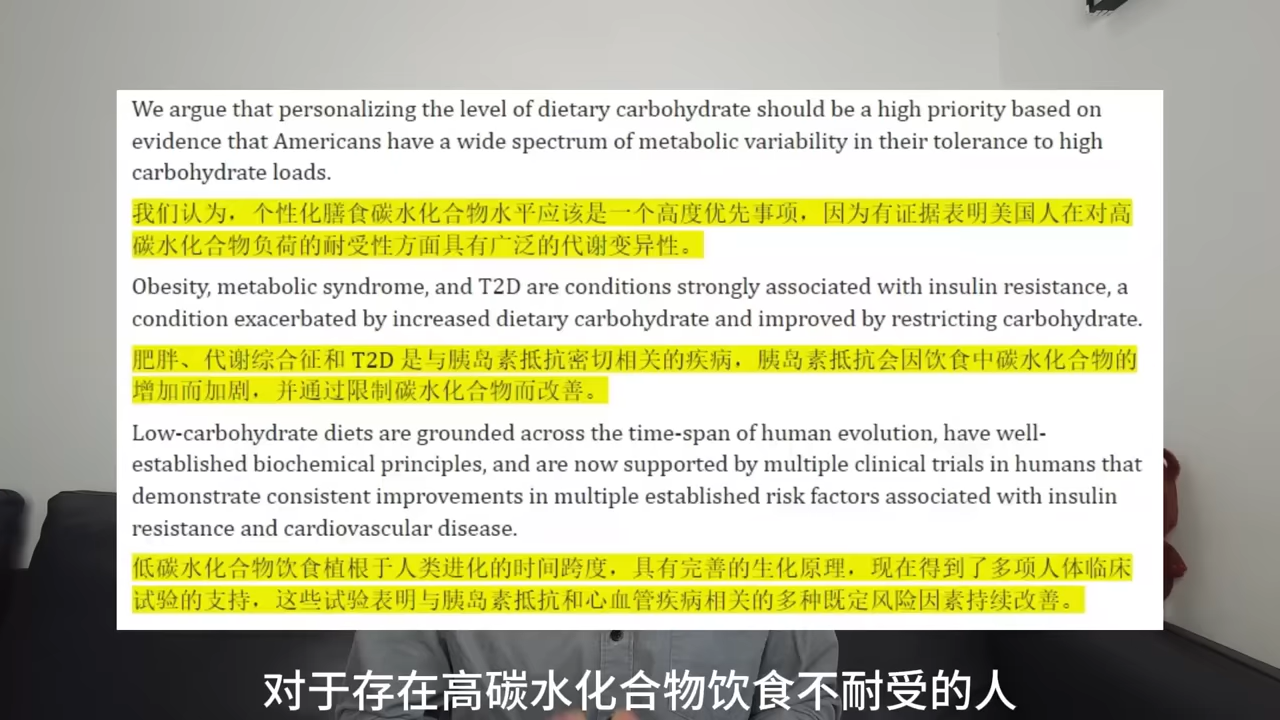 We argue that personalizing the level of dietary carbohydrate should be a high priority based on
evidence that Americans have a wide spectrum of metabolic variability in their tolerance to high
carbohydrate loads.
我们认为，个性化膳食碳水化合物水平应该是一个高度优先事项，因为有证据表明美国人在对高
碳水化合物负荷的耐受性方面具有广泛的代谢变异性。
Obesity, metabolic syndrome, and T2D are conditions strongly associated with insulin resistance, a
condition exacerbated by increased dietary carbohydrate and improved by restricting carbohydrate.
肥胖、代谢综合征和 T2D 是与胰岛素抵抗密切相关的疾病，胰岛素抵抗会因饮食中碳水化合物的
增加而加剧，并通过限制碳水化合物而改善。
Low-carbohydrate diets are grounded across the time-span of human evolution, have well-
established biochemical principles, and are now supported by multiple clinical trials in humans that
demonstrate consistent improvements in multiple established risk factors associated with insulin
resistance and cardiovascular disease.
低碳水化合物饮食植根于人类进化的时间跨度，具有完善的生化原理，现在得到了多项人体临床
试验的支持，这些试验表明与胰岛素抵抗和心血管疾病相关的多种既定风险因素持续改善。
对于存在高碳水化合物饮食不耐受的人